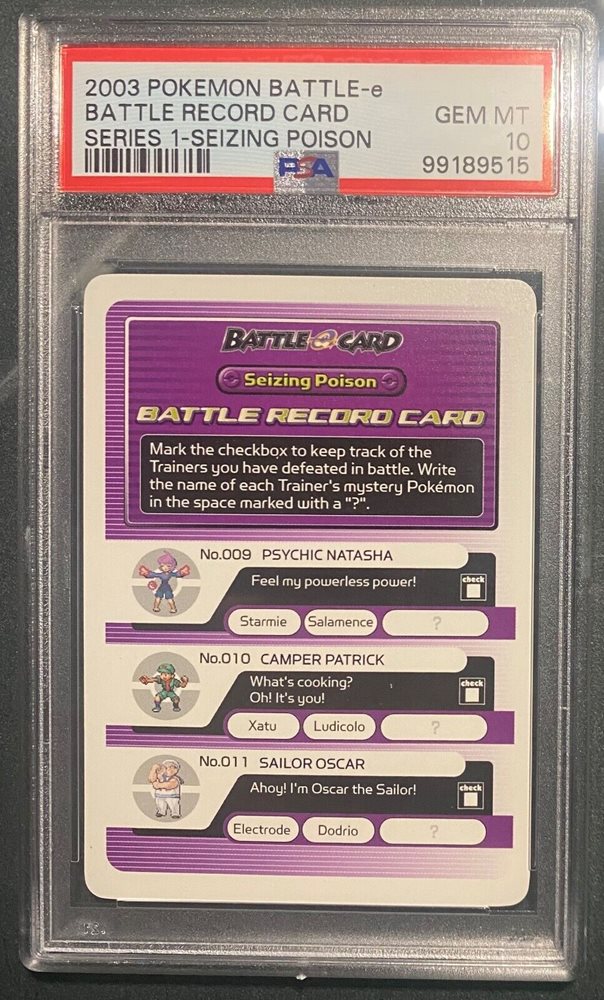 2003 POKEMON BATTLE-e
BATTLE RECORD CARD GEM MT
SERIES 1-SEIZING POISON 10
PSA 99189515
BATTLE e CARD
Seizing Poison
BATTLE RECORD CARD
Mark the checkbox to keep track of the
Trainers you have defeated in battle. Write
the name of each Trainer's mystery Pokémon
in the space marked with a "?".
No.009 PSYCHIC NATASHA
Feel my powerless power! check
Starmie Salamence ?
No.010 CAMPER PATRICK
What's cooking?
Oh! It's you! check
Xatu Ludicolo ?
No.011 SAILOR OSCAR
Ahoy! I'm Oscar the Sailor! check
Electrode Dodrio ?